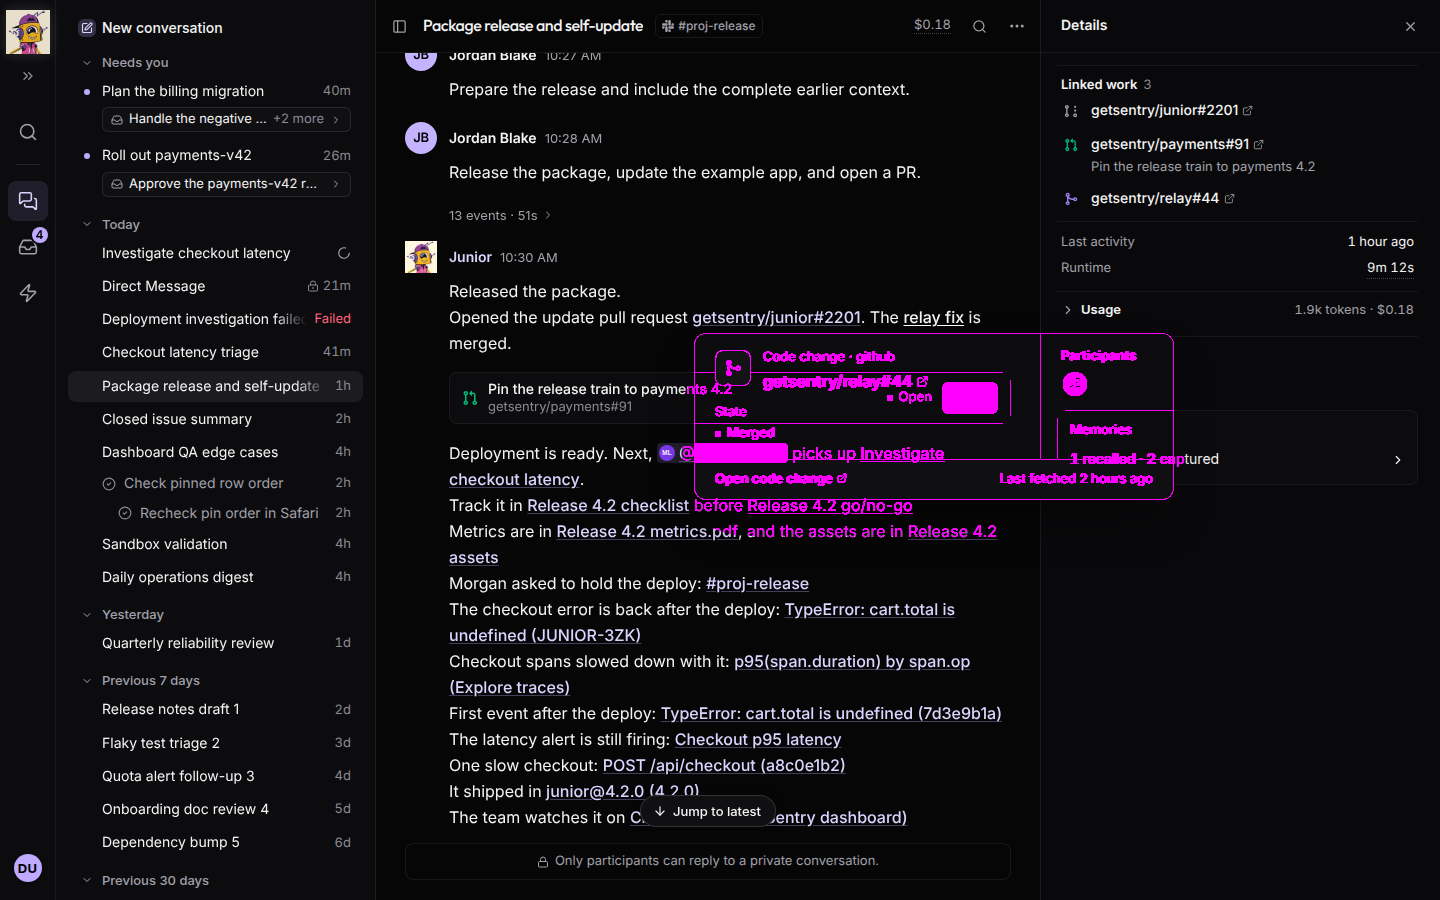 New conversation
Needs you
Plan the billing migration 40m
Handle the negative ... +2 more
Roll out payments-v42 26m
Approve the payments-v42 r...
Today
Investigate checkout latency
Direct Message 21m
Deployment investigation failed Failed
Checkout latency triage 41m
Package release and self-update 1h
Closed issue summary 2h
Dashboard QA edge cases 4h
Check pinned row order 2h
Recheck pin order in Safari 2h
Sandbox validation 4h
Daily operations digest 4h
Yesterday
Quarterly reliability review 1d
Previous 7 days
Release notes draft 1 2d
Flaky test triage 2 3d
Quota alert follow-up 3 4d
Onboarding doc review 4 5d
Dependency bump 5 6d
Previous 30 days
4
DU
Package release and self-update #proj-release $0.18
JB Jordan Blake 10:27 AM
Prepare the release and include the complete earlier context.
JB Jordan Blake 10:28 AM
Release the package, update the example app, and open a PR.
13 events · 51s
Junior 10:30 AM
Released the package.
Opened the update pull request getsentry/junior#2201. The relay fix is
merged.
Pin the release train to payments 4.2
getsentry/payments#91
Open
Code change · github
getsentry/relay#44
State
Merged
Open code change
Last fetched 2 hours ago
Deployment is ready. Next, ML @ picks up Investigate
checkout latency.
Track it in Release 4.2 checklist before Release 4.2 go/no-go
Metrics are in Release 4.2 metrics.pdf, and the assets are in Release 4.2
assets
Morgan asked to hold the deploy: #proj-release
The checkout error is back after the deploy: TypeError: cart.total is
undefined (JUNIOR-3ZK)
Checkout spans slowed down with it: p95(span.duration) by span.op
(Explore traces)
First event after the deploy: TypeError: cart.total is undefined (7d3e9b1a)
The latency alert is still firing: Checkout p95 latency
One slow checkout: POST /api/checkout (a8c0e1b2)
It shipped in junior@4.2.0 (4.2.0)
The team watches it on entry dashboard)
Jump to latest
Only participants can reply to a private conversation.
Details
Linked work 3
getsentry/junior#2201
getsentry/payments#91
Pin the release train to payments 4.2
getsentry/relay#44
Last activity 1 hour ago
Runtime 9m 12s
Usage 1.9k tokens · $0.18
Participants
Memories
1 recalled · 2 captured